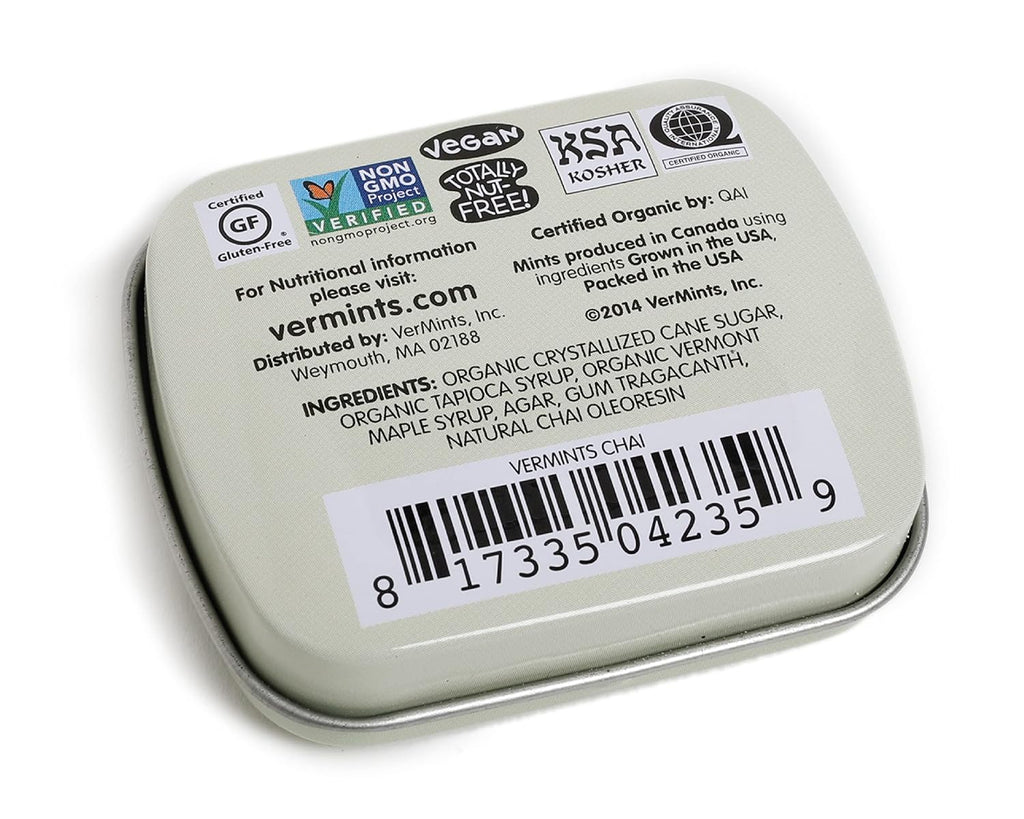 Certified
GF
Gluten-Free
NON
GMO
Project
VERIFIED
nongmoproject.org
VEGAN
TOTALLY
NUT-
FREE!
KSA
KOSHER
QUALITY ASSURANCE
INTERNATIONAL
CERTIFIED ORGANIC
For Nutritional information
please visit:
vermints.com
Distributed by: VerMints, Inc.
Weymouth, MA 02188
Certified Organic by: QAI
Mints produced in Canada using
ingredients Grown in the USA,
Packed in the USA
©2014 VerMints, Inc.
INGREDIENTS: ORGANIC CRYSTALLIZED CANE SUGAR,
ORGANIC TAPIOCA SYRUP, ORGANIC VERMONT
MAPLE SYRUP, AGAR, GUM TRAGACANTH,
NATURAL CHAI OLEORESIN
VERMINTS CHAI
8 17335 04235 9